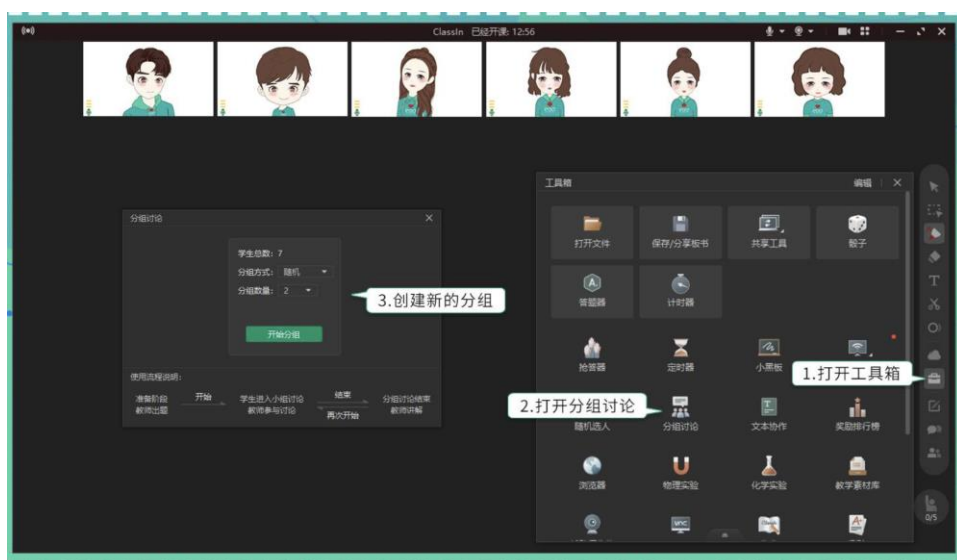 ClassIn 已经开课: 12:56
工具箱
编辑
打开文件
保存/分享板书
共享工具
骰子
答题器
计时器
抢答器
定时器
小黑板
1.打开工具箱
2.打开分组讨论
随机选人
分组讨论
文本协作
奖励排行榜
浏览器
物理实验
化学实验
教学素材库
VNC
0/5
分组讨论
学生总数: 7
分组方式: 随机
分组数量: 2
3.创建新的分组
开始分组
使用流程说明:
准备阶段
教师出题
开始
学生进入小组讨论
教师参与讨论
结束
再次开始
分组讨论结束
教师讲解